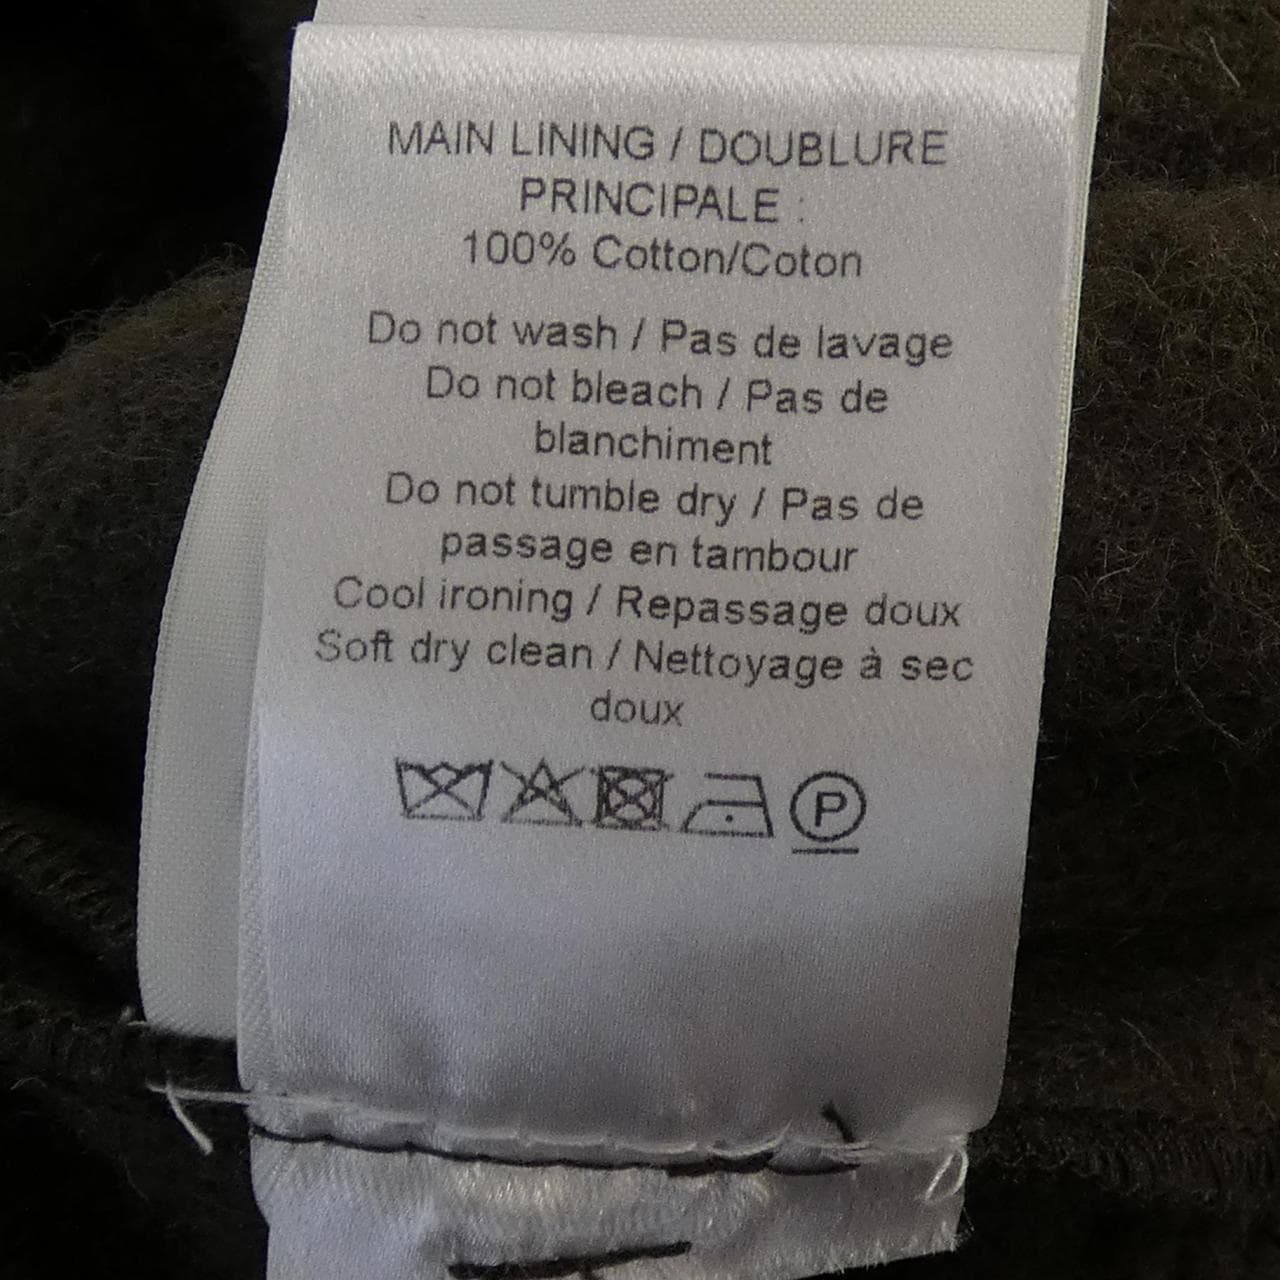 MAIN LINING / DOUBLURE
PRINCIPALE :
100% Cotton/Coton
Do not wash / Pas de lavage
Do not bleach / Pas de
blanchiment
Do not tumble dry / Pas de
passage en tambour
Cool ironing / Repassage doux
Soft dry clean / Nettoyage à sec
doux
P